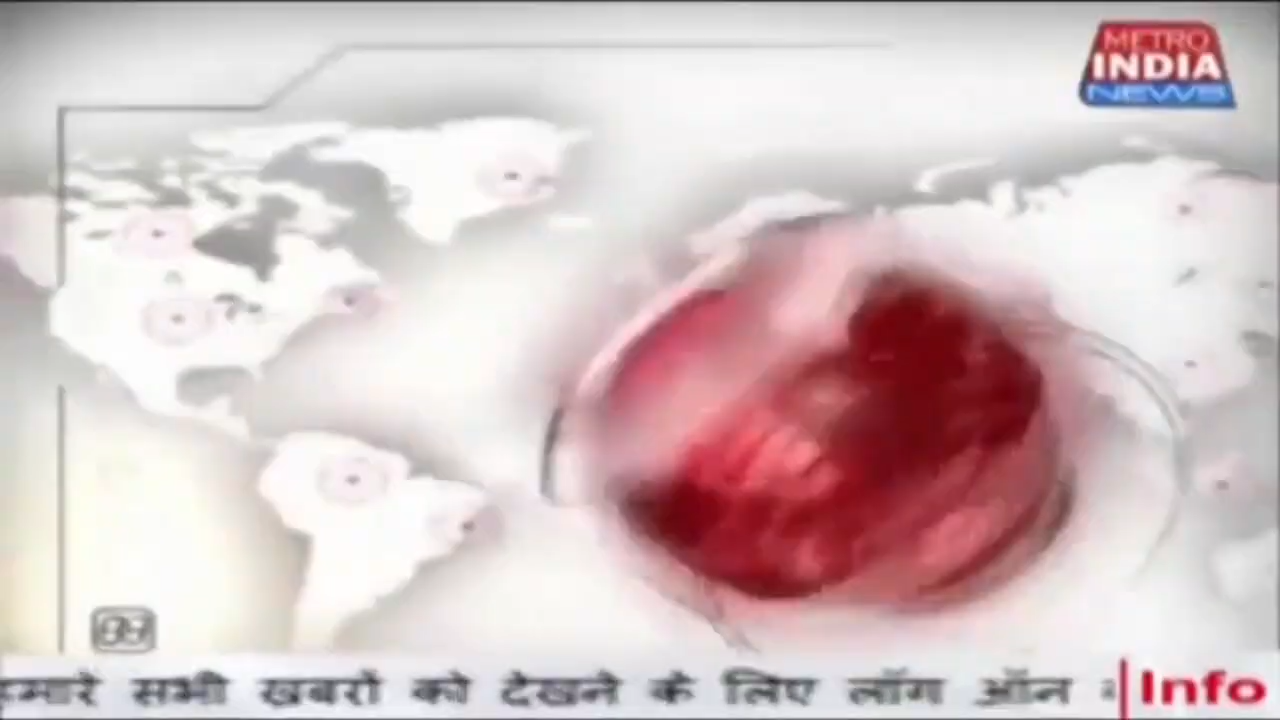 METRO
INDIA
NEWS
हमारे सभी खबरों को देखने के लिए लॉग ऑन
Info